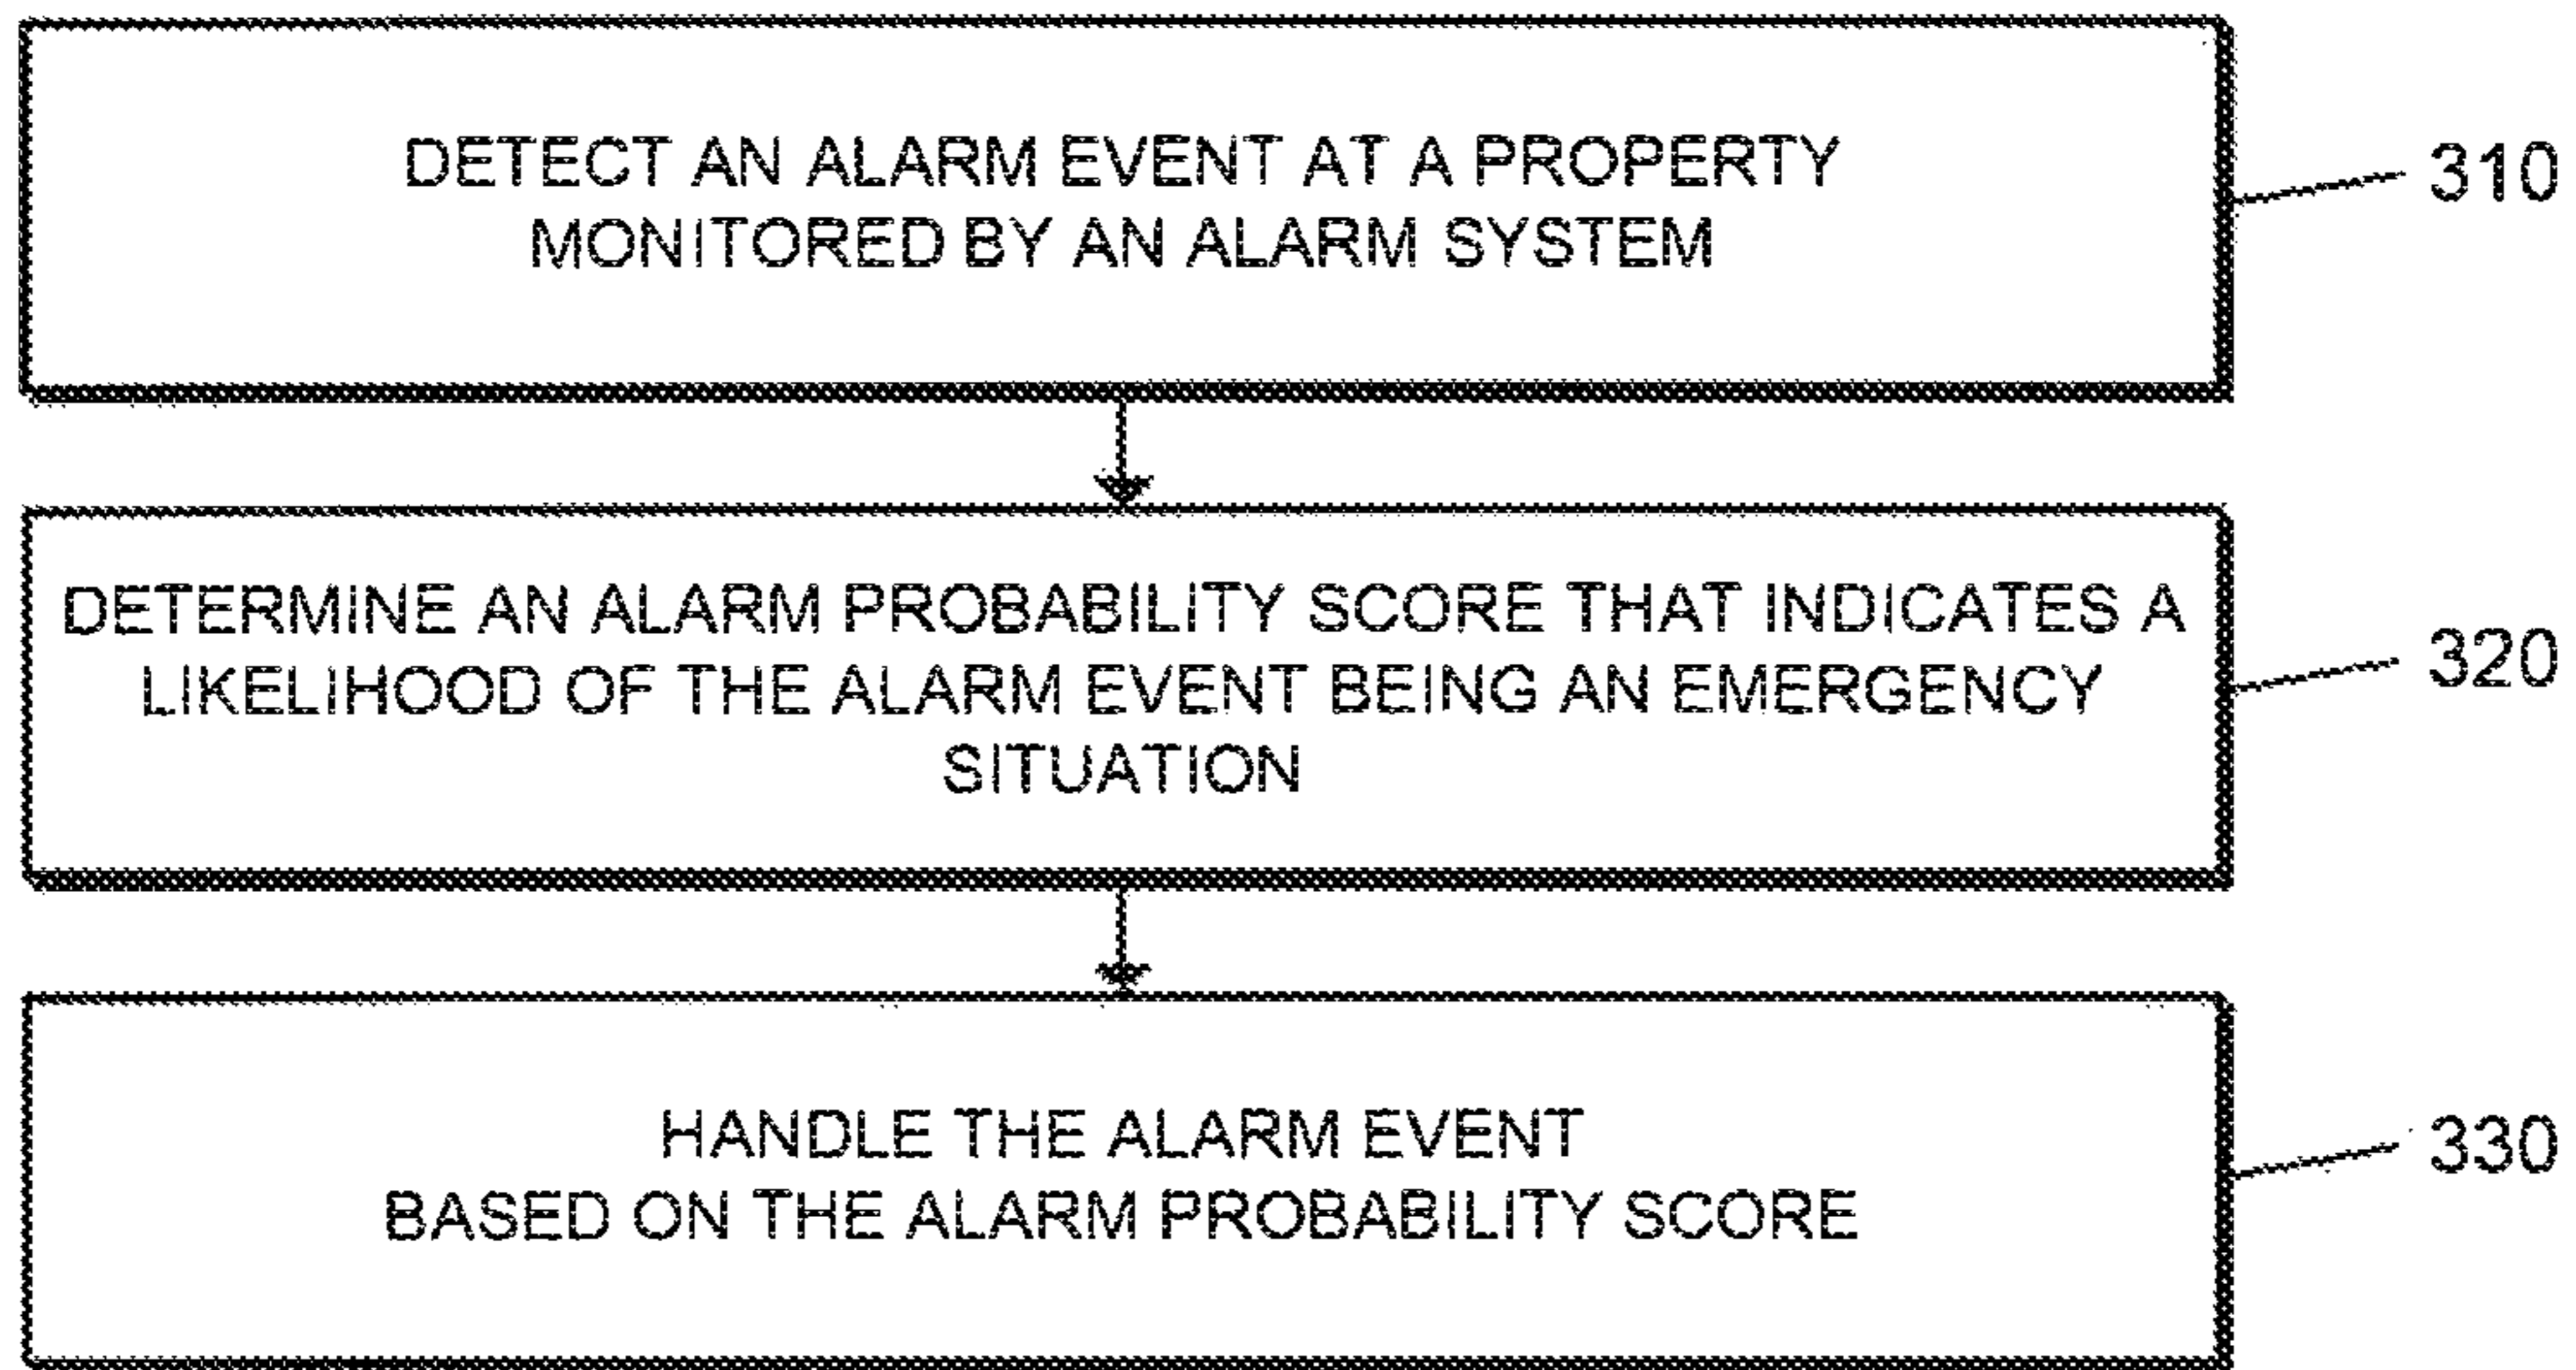 DETECT AN ALARM EVENT AT A PROPERTY
MONITORED BY AN ALARM SYSTEM
310
DETERMINE AN ALARM PROBABILITY SCORE THAT INDICATES A
LIKELIHOOD OF THE ALARM EVENT BEING AN EMERGENCY
SITUATION
320
HANDLE THE ALARM EVENT
BASED ON THE ALARM PROBABILITY SCORE
330